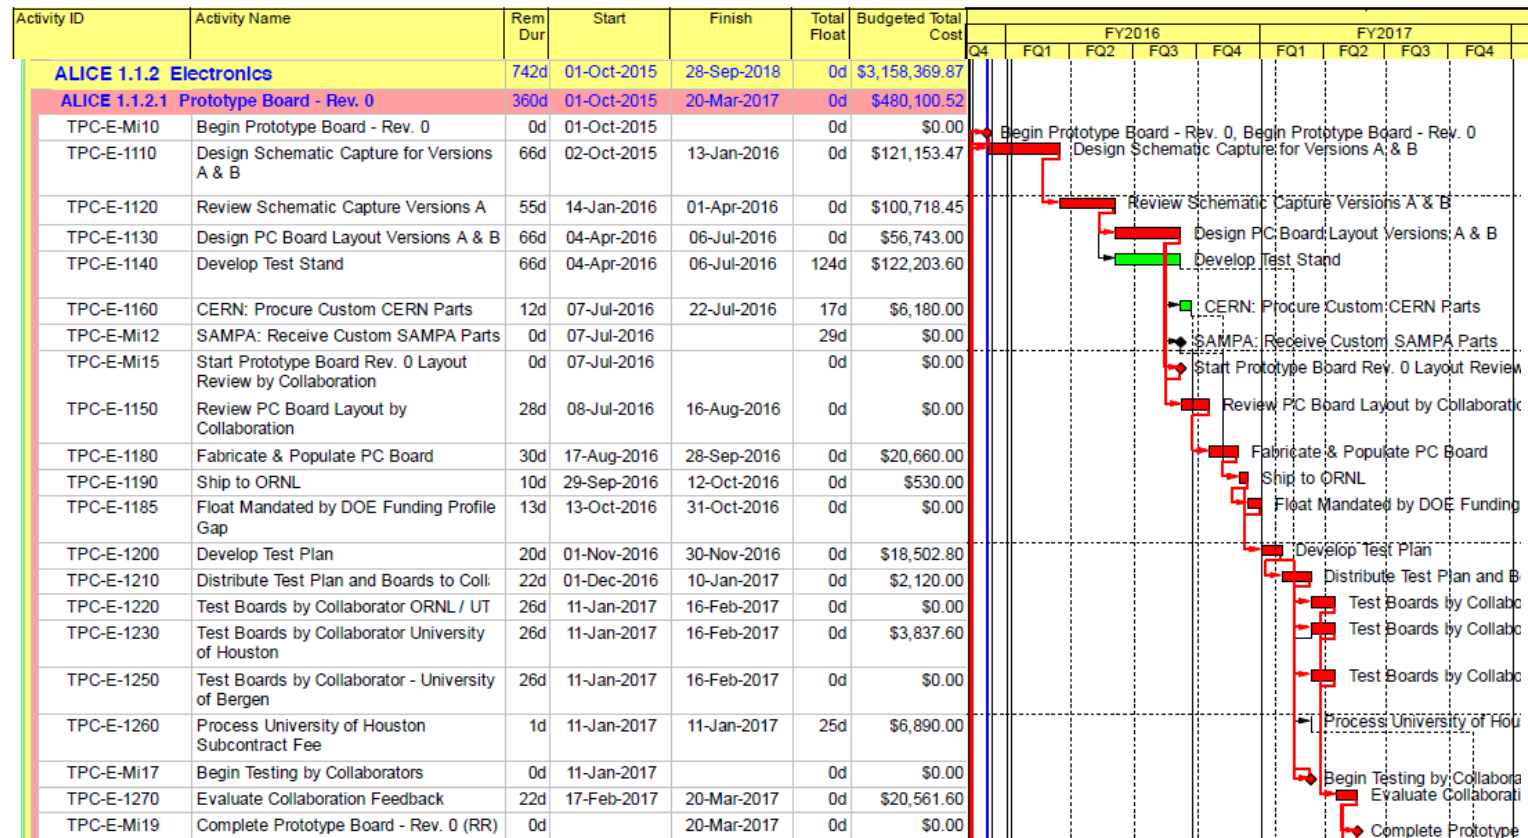 Activity ID Activity Name Rem Dur Start Finish Total Float Budgeted Total Cost
FY2016 FY2017
Q4 FQ1 FQ2 FQ3 FQ4 FQ1 FQ2 FQ3 FQ4
ALICE 1.1.2 Electronics 742d 01-Oct-2015 28-Sep-2018 0d $3,158,369.87
ALICE 1.1.2.1 Prototype Board - Rev. 0 360d 01-Oct-2015 20-Mar-2017 0d $480,100.52
TPC-E-Mi10 Begin Prototype Board - Rev. 0 0d 01-Oct-2015 0d $0.00 Begin Prototype Board - Rev. 0, Begin Prototype Board - Rev. 0
TPC-E-1110 Design Schematic Capture for Versions 66d 02-Oct-2015 13-Jan-2016 0d $121,153.47 Design Schematic Capture for Versions A & B
A & B
TPC-E-1120 Review Schematic Capture Versions A 55d 14-Jan-2016 01-Apr-2016 0d $100,718.45 Review Schematic Capture Versions A & B
TPC-E-1130 Design PC Board Layout Versions A & B 66d 04-Apr-2016 06-Jul-2016 0d $56,743.00 Design PC Board Layout Versions A & B
TPC-E-1140 Develop Test Stand 66d 04-Apr-2016 06-Jul-2016 124d $122,203.60 Develop Test Stand
TPC-E-1160 CERN: Procure Custom CERN Parts 12d 07-Jul-2016 22-Jul-2016 17d $6,180.00 CERN: Procure Custom CERN Parts
TPC-E-Mi12 SAMPA: Receive Custom SAMPA Parts 0d 07-Jul-2016 29d $0.00 SAMPA: Receive Custom SAMPA Parts
TPC-E-Mi15 Start Prototype Board Rev. 0 Layout 0d 07-Jul-2016 0d $0.00 Start Prototype Board Rev. 0 Layout Review
Review by Collaboration
TPC-E-1150 Review PC Board Layout by 28d 08-Jul-2016 16-Aug-2016 0d $0.00 Review PC Board Layout by Collaboratio
Collaboration
TPC-E-1180 Fabricate & Populate PC Board 30d 17-Aug-2016 28-Sep-2016 0d $20,660.00 Fabricate & Populate PC Board
TPC-E-1190 Ship to ORNL 10d 29-Sep-2016 12-Oct-2016 0d $530.00 Ship to ORNL
TPC-E-1185 Float Mandated by DOE Funding Profile 13d 13-Oct-2016 31-Oct-2016 0d $0.00 Float Mandated by DOE Funding
Gap
TPC-E-1200 Develop Test Plan 20d 01-Nov-2016 30-Nov-2016 0d $18,502.80 Develop Test Plan
TPC-E-1210 Distribute Test Plan and Boards to Coll 22d 01-Dec-2016 10-Jan-2017 0d $2,120.00 Distribute Test Plan and B
TPC-E-1220 Test Boards by Collaborator ORNL / UT 26d 11-Jan-2017 16-Feb-2017 0d $0.00 Test Boards by Collabo
TPC-E-1230 Test Boards by Collaborator University 26d 11-Jan-2017 16-Feb-2017 0d $3,837.60 Test Boards by Collabo
of Houston
TPC-E-1250 Test Boards by Collaborator - University 26d 11-Jan-2017 16-Feb-2017 0d $0.00 Test Boards by Collabo
of Bergen
TPC-E-1260 Process University of Houston 1d 11-Jan-2017 11-Jan-2017 25d $6,890.00 Process University of Hou
Subcontract Fee
TPC-E-Mi17 Begin Testing by Collaborators 0d 11-Jan-2017 0d $0.00 Begin Testing by Collabora
TPC-E-1270 Evaluate Collaboration Feedback 22d 17-Feb-2017 20-Mar-2017 0d $20,561.60 Evaluate Collaborati
TPC-E-Mi19 Complete Prototype Board - Rev. 0 (RR) 0d 20-Mar-2017 0d $0.00 Complete Prototype